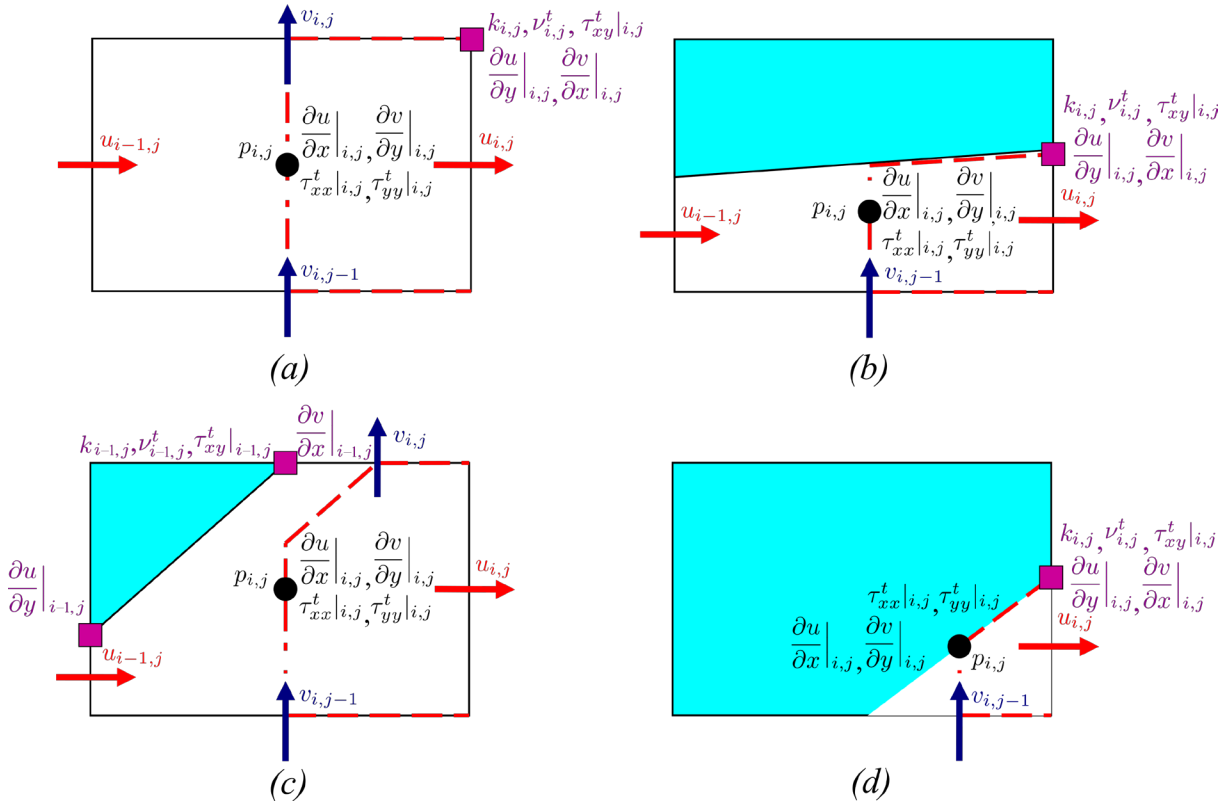 v_{i,j}
k_{i,j}, ν^t_{i,j}, τ^t_{xy}|_{i,j}
∂u/∂y|_{i,j}, ∂v/∂x|_{i,j}
u_{i−1,j}
p_{i,j}
∂u/∂x|_{i,j}, ∂v/∂y|_{i,j}
τ^t_{xx}|_{i,j}, τ^t_{yy}|_{i,j}
u_{i,j}
v_{i,j−1}
(a)
k_{i,j}, ν^t_{i,j}, τ^t_{xy}|_{i,j}
∂u/∂y|_{i,j}, ∂v/∂x|_{i,j}
u_{i−1,j}
p_{i,j}
∂u/∂x|_{i,j}, ∂v/∂y|_{i,j}
τ^t_{xx}|_{i,j}, τ^t_{yy}|_{i,j}
u_{i,j}
v_{i,j−1}
(b)
k_{i−1,j}, ν^t_{i−1,j}, τ^t_{xy}|_{i−1,j} ∂v/∂x|_{i−1,j}
v_{i,j}
∂u/∂y|_{i−1,j}
p_{i,j}
∂u/∂x|_{i,j}, ∂v/∂y|_{i,j}
τ^t_{xx}|_{i,j}, τ^t_{yy}|_{i,j}
u_{i,j}
u_{i−1,j}
v_{i,j−1}
(c)
k_{i,j}, ν^t_{i,j}, τ^t_{xy}|_{i,j}
∂u/∂y|_{i,j}, ∂v/∂x|_{i,j}
τ^t_{xx}|_{i,j}, τ^t_{yy}|_{i,j}
∂u/∂x|_{i,j}, ∂v/∂y|_{i,j}
u_{i,j}
p_{i,j}
v_{i,j−1}
(d)